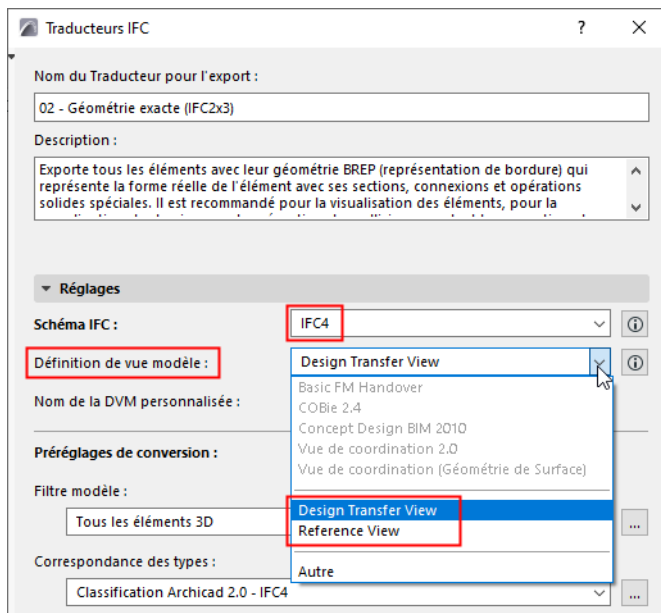 Traducteurs IFC
?
Nom du Traducteur pour l'export :
02 - Géométrie exacte (IFC2x3)
Description :
Exporte tous les éléments avec leur géométrie BREP (représentation de bordure) qui
représente la forme réelle de l'élément avec ses sections, connexions et opérations
solides spéciales. Il est recommandé pour la visualisation des éléments, pour la
Réglages
Schéma IFC :
IFC4
Définition de vue modèle :
Design Transfer View
Basic FM Handover
Nom de la DVM personnalisée :
COBie 2.4
Concept Design BIM 2010
Vue de coordination 2.0
Préréglages de conversion :
Vue de coordination (Géométrie de Surface)
Filtre modèle :
Design Transfer View
Tous les éléments 3D
...
Reference View
Correspondance des types :
Autre
Classification Archicad 2.0 - IFC4
...